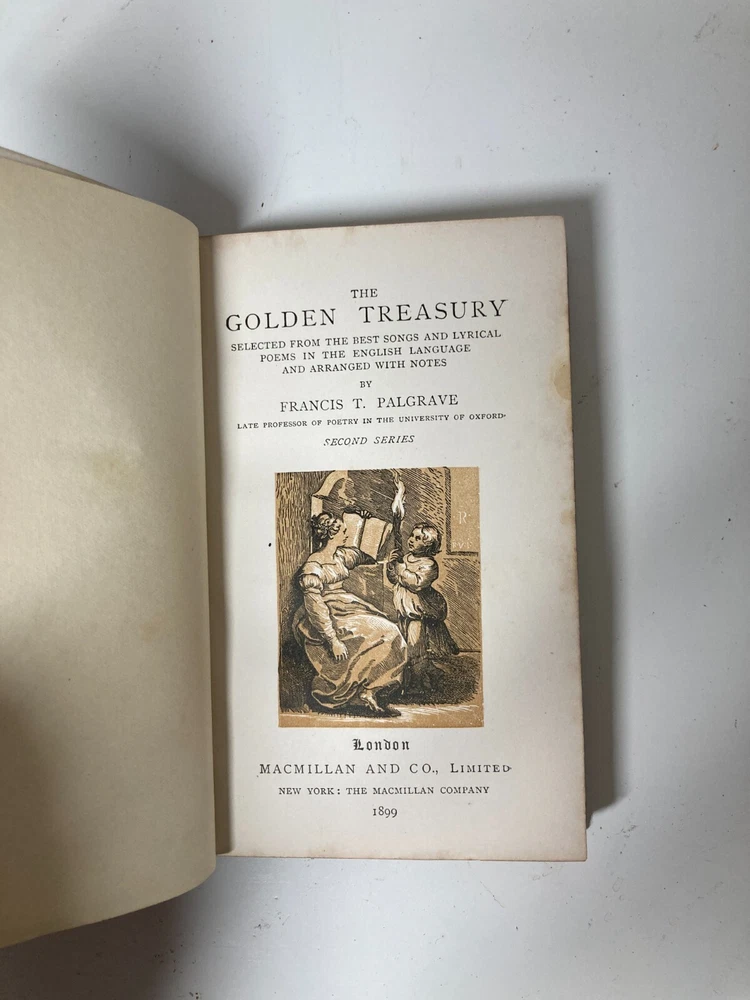 THE
GOLDEN TREASURY
SELECTED FROM THE BEST SONGS AND LYRICAL
POEMS IN THE ENGLISH LANGUAGE
AND ARRANGED WITH NOTES
BY
FRANCIS T. PALGRAVE
LATE PROFESSOR OF POETRY IN THE UNIVERSITY OF OXFORD
SECOND SERIES
R
London
MACMILLAN AND CO., LIMITED
NEW YORK: THE MACMILLAN COMPANY
1899